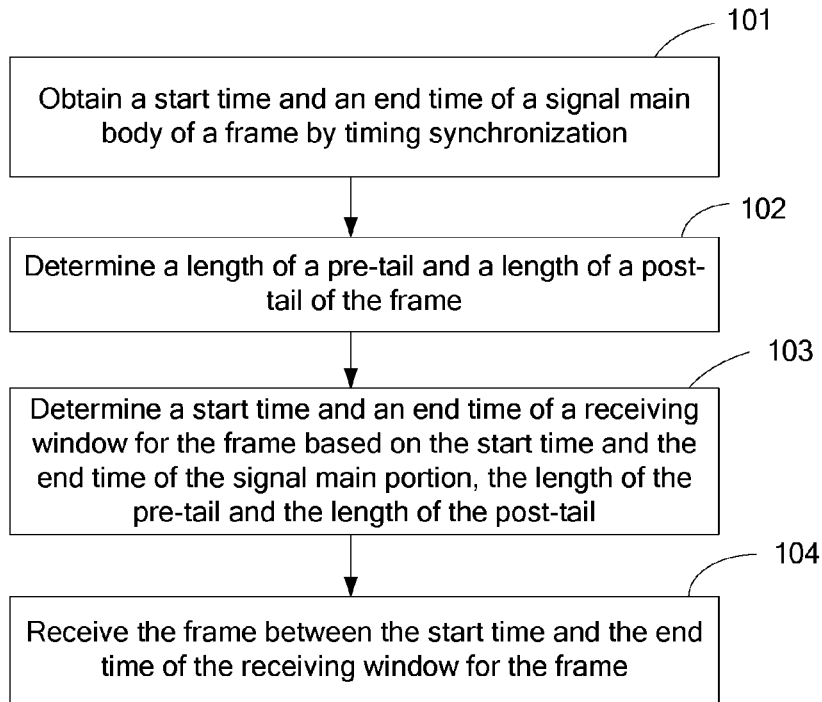 101
Obtain a start time and an end time of a signal main
body of a frame by timing synchronization
102
Determine a length of a pre-tail and a length of a post-
tail of the frame
103
Determine a start time and an end time of a receiving
window for the frame based on the start time and the
end time of the signal main portion, the length of the
pre-tail and the length of the post-tail
104
Receive the frame between the start time and the end
time of the receiving window for the frame